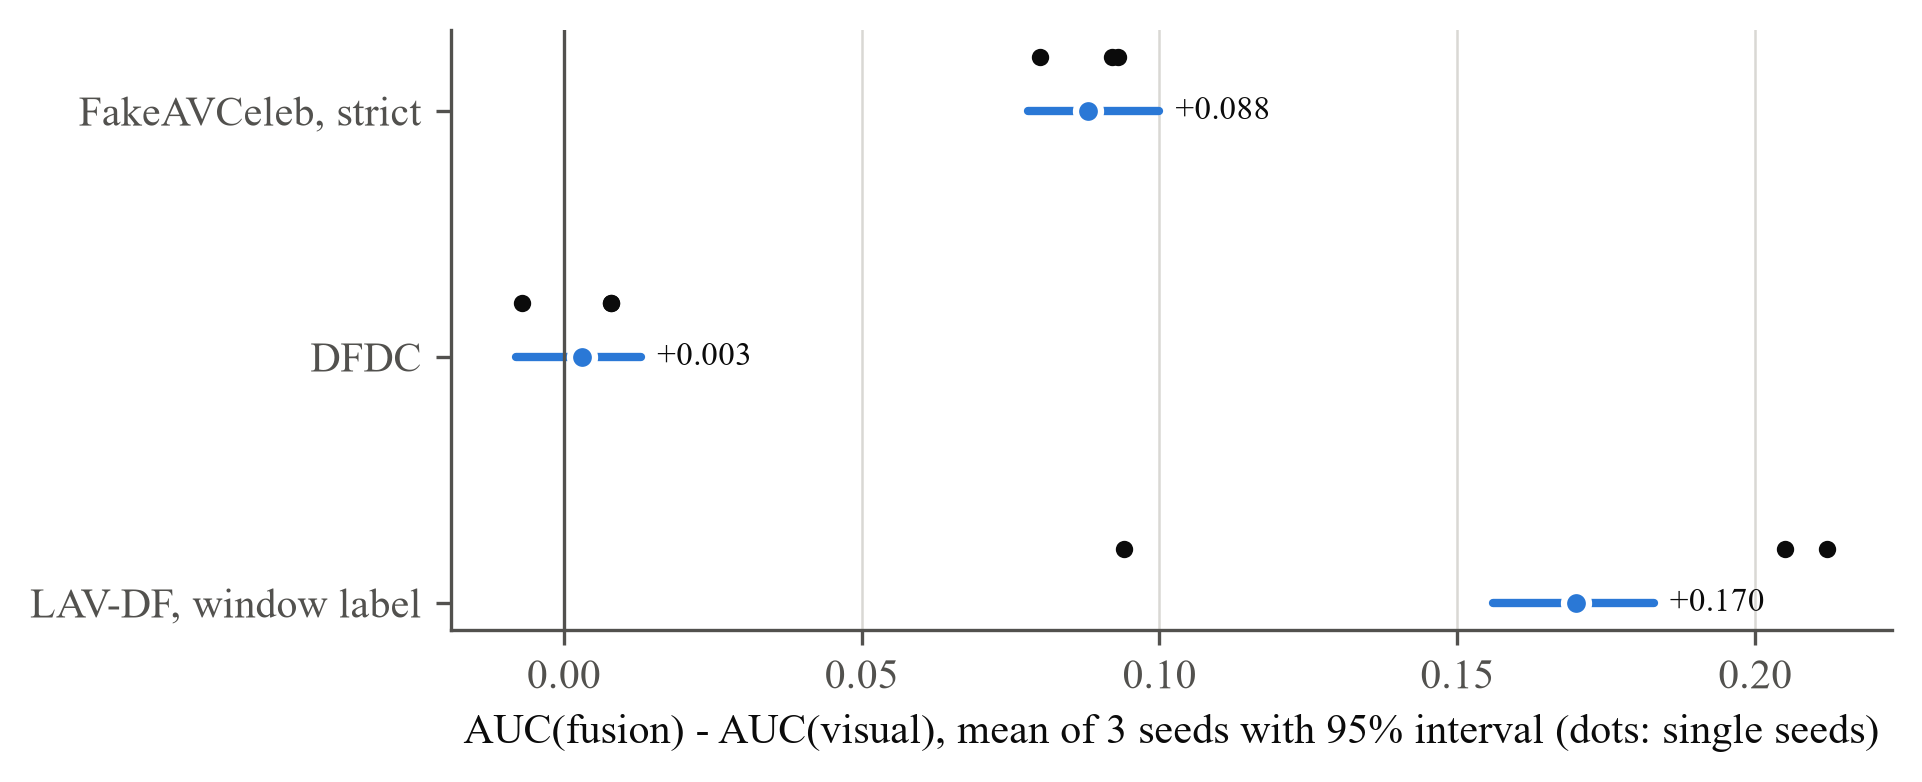 FakeAVCeleb, strict
+0.088
DFDC
+0.003
LAV-DF, window label
+0.170
0.00 0.05 0.10 0.15 0.20
AUC(fusion) - AUC(visual), mean of 3 seeds with 95% interval (dots: single seeds)